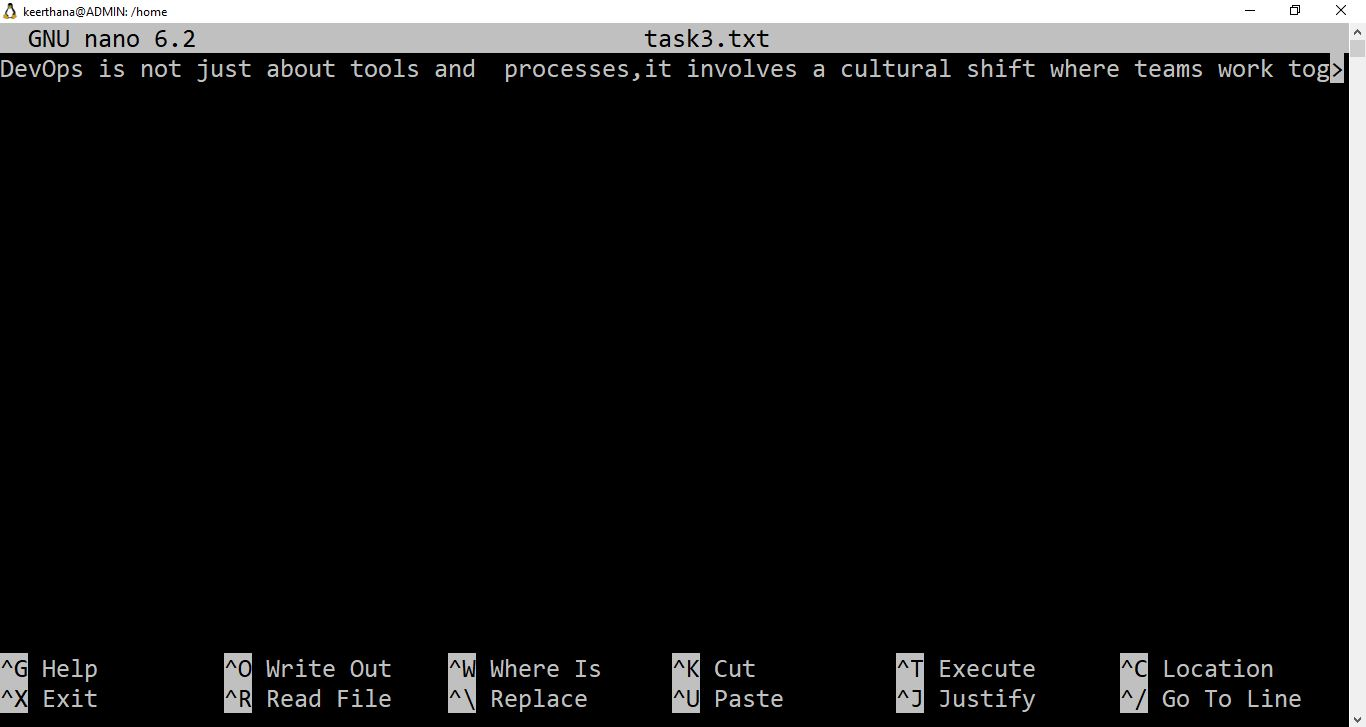 keerthana@ADMIN: /home
GNU nano 6.2 task3.txt
DevOps is not just about tools and  processes,it involves a cultural shift where teams work tog>
^G Help ^O Write Out ^W Where Is ^K Cut ^T Execute ^C Location
^X Exit ^R Read File ^\ Replace ^U Paste ^J Justify ^/ Go To Line